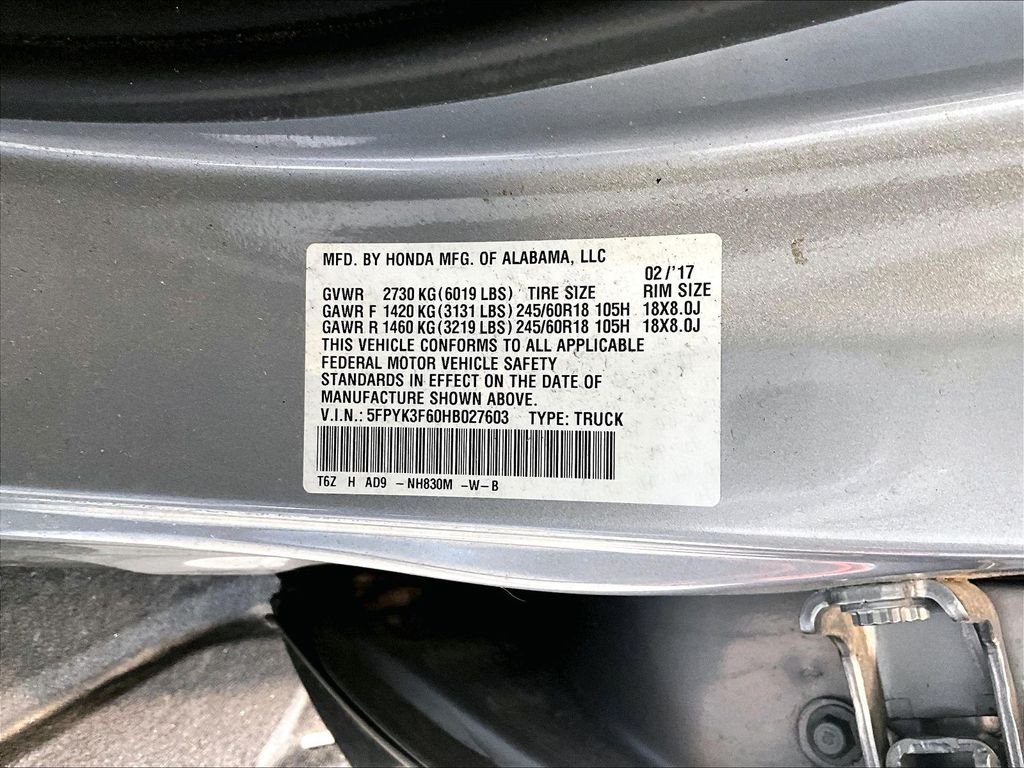 MFD. BY HONDA MFG. OF ALABAMA, LLC
02/'17
GVWR 2730 KG(6019 LBS) TIRE SIZE RIM SIZE
GAWR F 1420 KG(3131 LBS) 245/60R18 105H 18X8.0J
GAWR R 1460 KG(3219 LBS) 245/60R18 105H 18X8.0J
THIS VEHICLE CONFORMS TO ALL APPLICABLE
FEDERAL MOTOR VEHICLE SAFETY
STANDARDS IN EFFECT ON THE DATE OF
MANUFACTURE SHOWN ABOVE.
V.I.N.: 5FPYK3F60HB027603 TYPE: TRUCK
T6Z H AD9 -NH830M -W-B